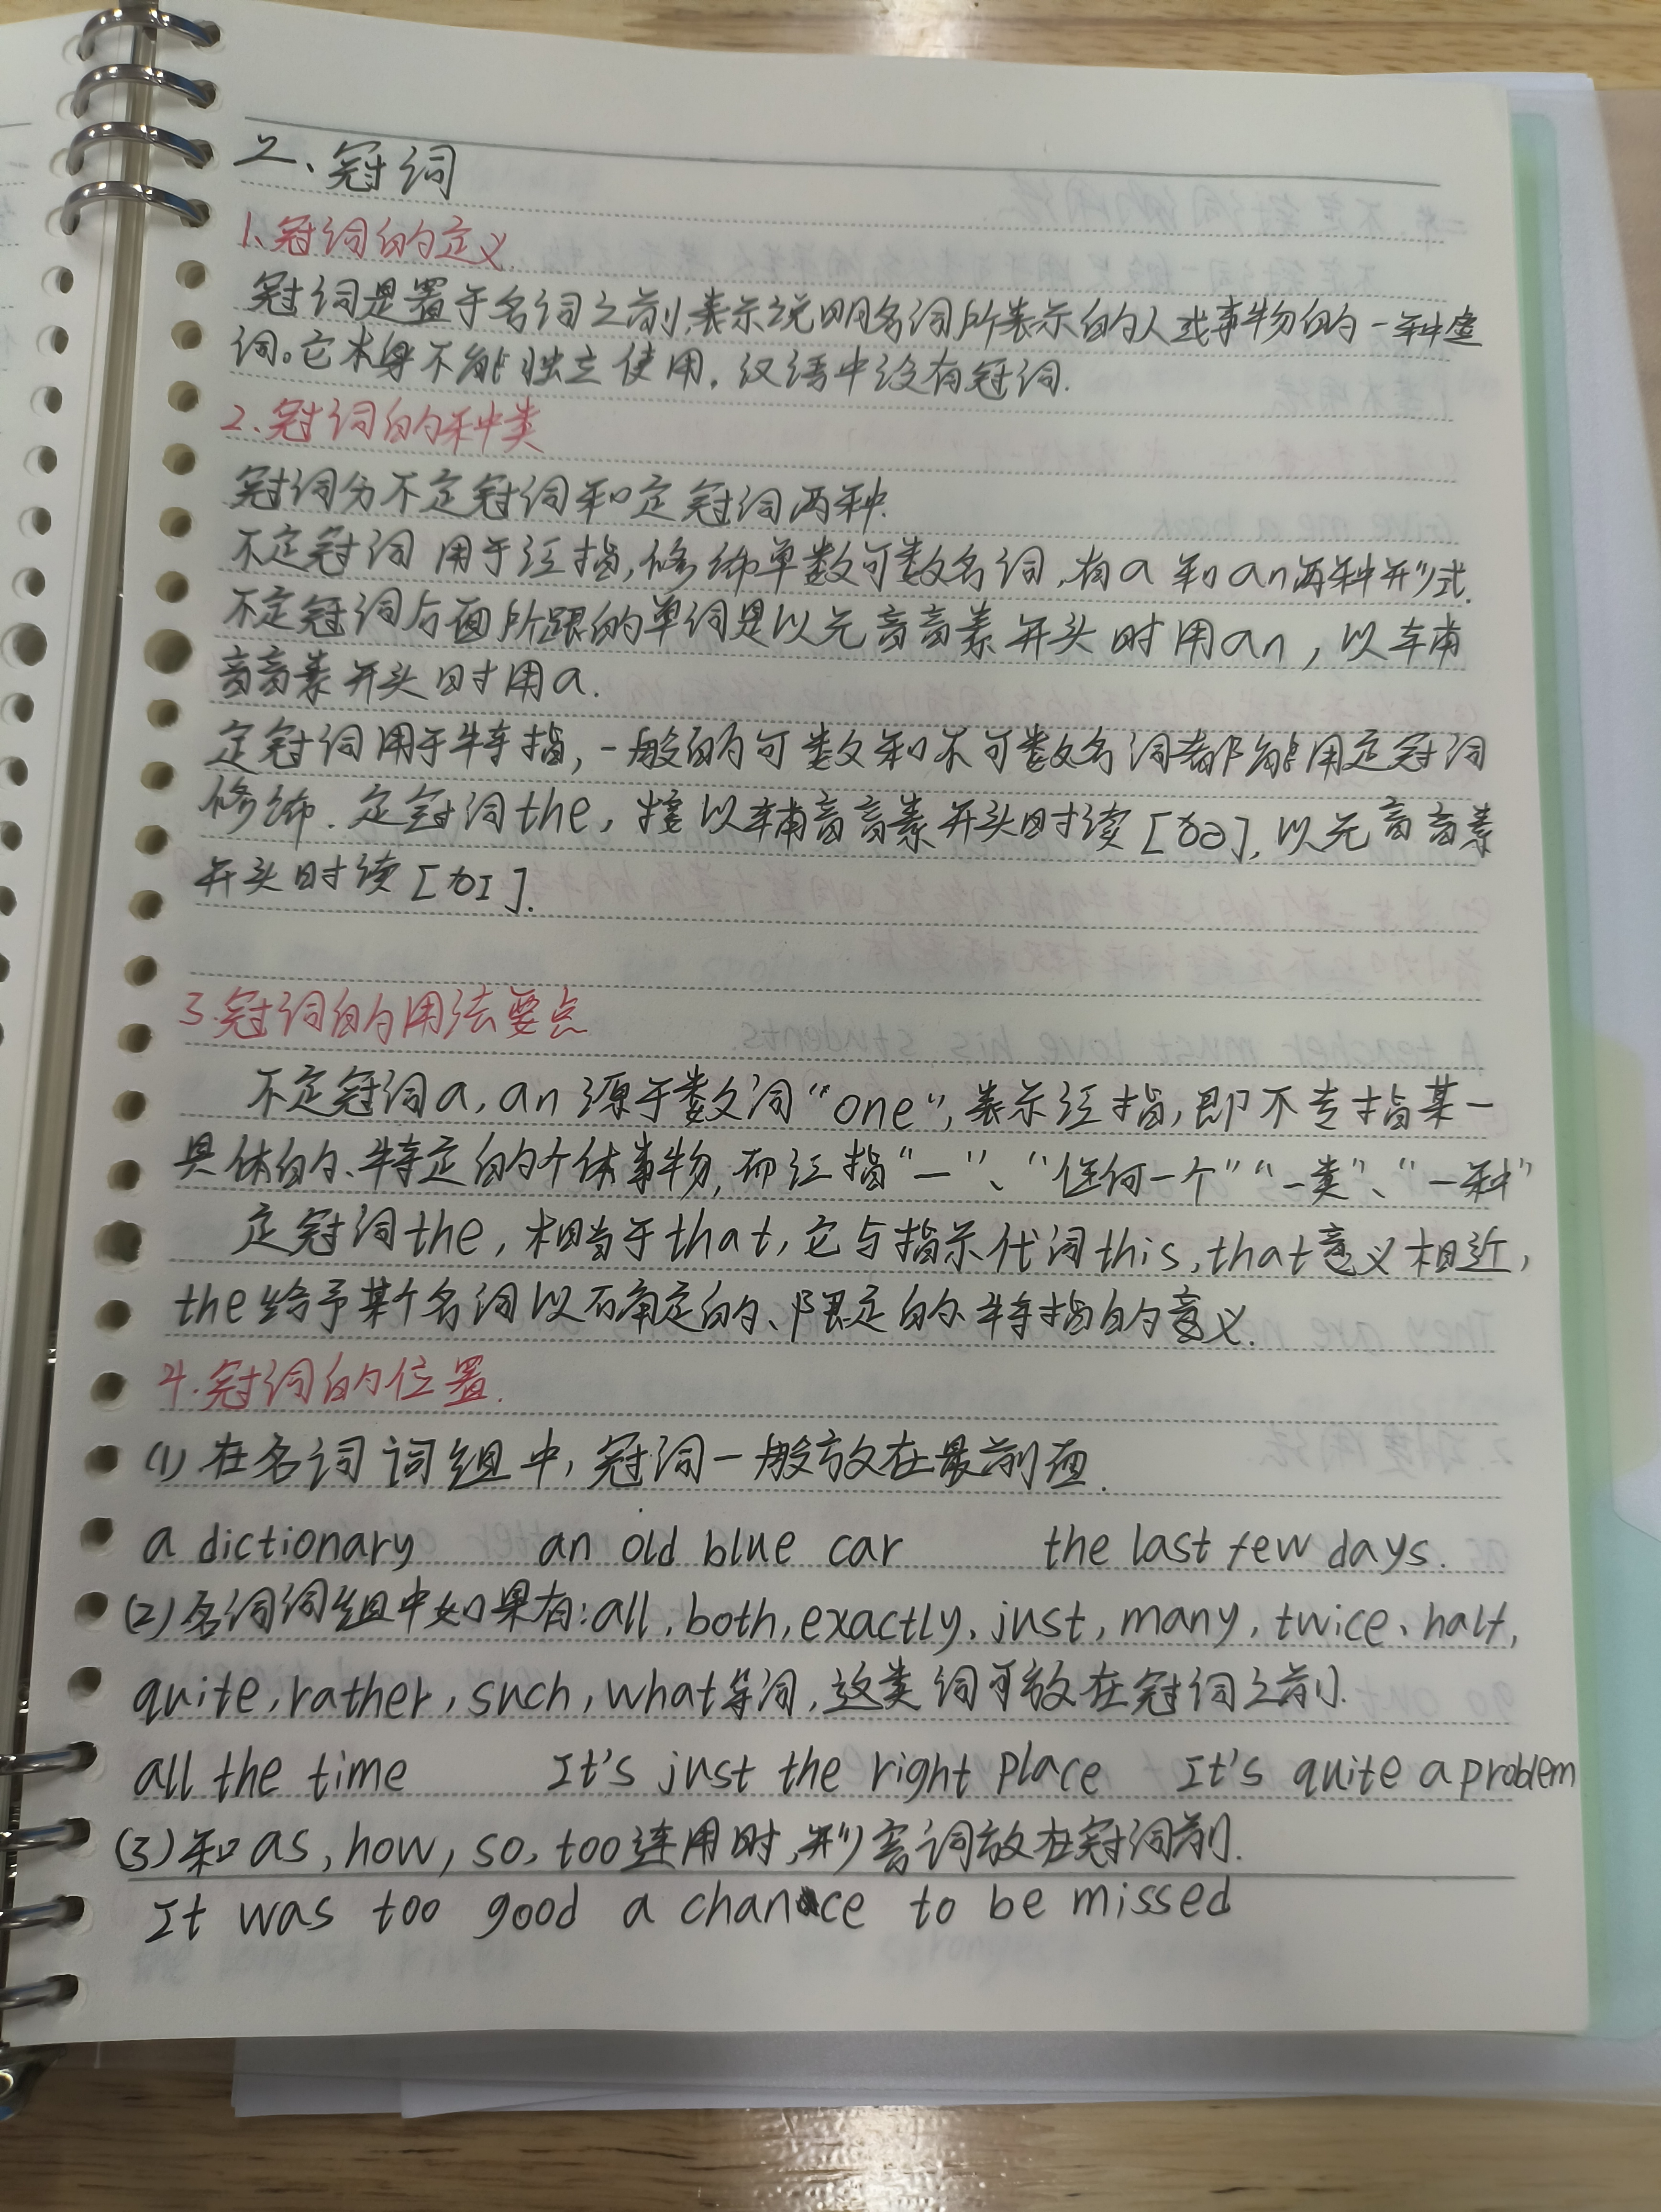 二、冠词
1、冠词的定义
冠词是置于名词之前,表示说明名词所表示的人或事物的一种虚
词。它本身不能独立使用,汉语中没有冠词.
2.冠词的种类
冠词分不定冠词和定冠词两种.
不定冠词 用于泛指,修饰单数可数名词,有a 和an两种形式.
不定冠词后面所跟的单词是以元音音素 开头 时用an,以辅
音音素开头时用a.
定冠词用于特指,一般的可数和不可数名词都能用定冠词
修饰.定冠词the,接以辅音音素开头时读[ðə],以元音音素
开头时读[ðɪ].
3.冠词的用法要点
不定冠词a,an源于数词“one”,表示泛指,即不专指某一
具体的、特定的个体事物,而泛指“一”、“任何一个”“一类”、“一种”
定冠词the,相当于that,它与指示代词this,that意义相近,
the给予某个名词以确定的、限定的、特指的意义.
4.冠词的位置.
(1)在名词词组中,冠词一般放在最前面.
a dictionary an old blue car the last few days.
(2)名词词组中如果有:all,both,exactly,just,many,twice、half,
quite,rather,such,what等词,这类词可放在冠词之前.
all the time It's just the right place It's quite a problem
(3)和as,how,so,too连用时,形容词放在冠词前.
It was too good a chance to be missed